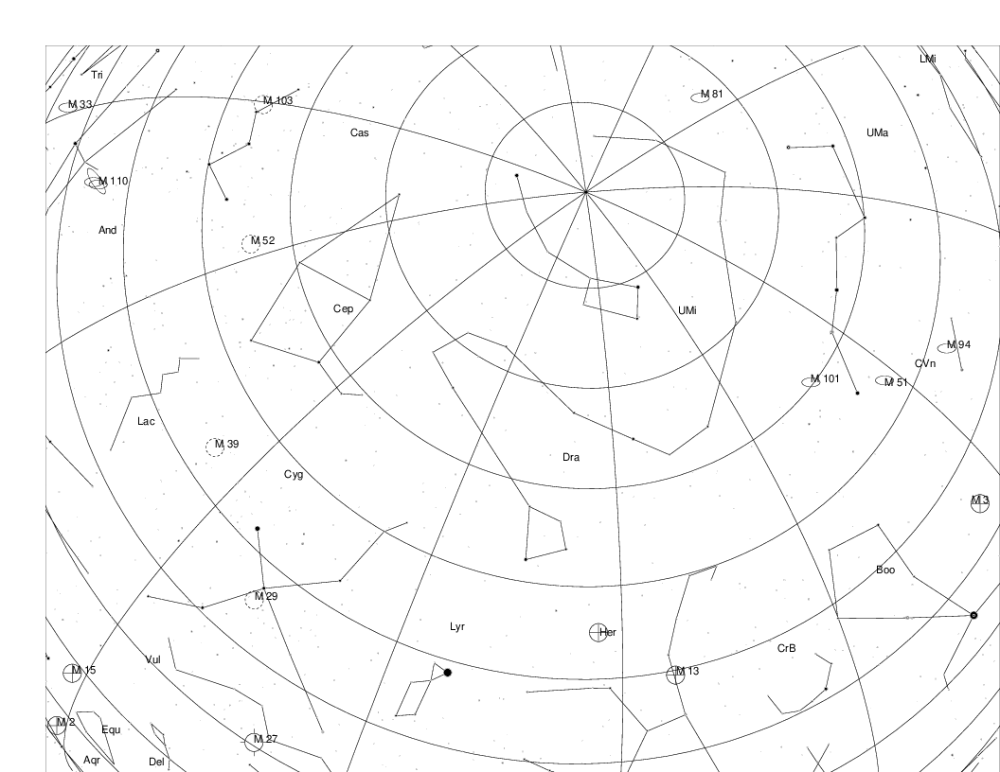 LMi
Tri
M 81
M 103
M 33
Cas
UMa
M 110
And
M 52
Cep
UMi
M 94
CVn
M 101
M 51
Lac
M 39
Dra
Cyg
M 3
Boo
M 29
Lyr
Her
CrB
Vul
M 15
M 13
M 2
Equ
M 27
Aqr
Del